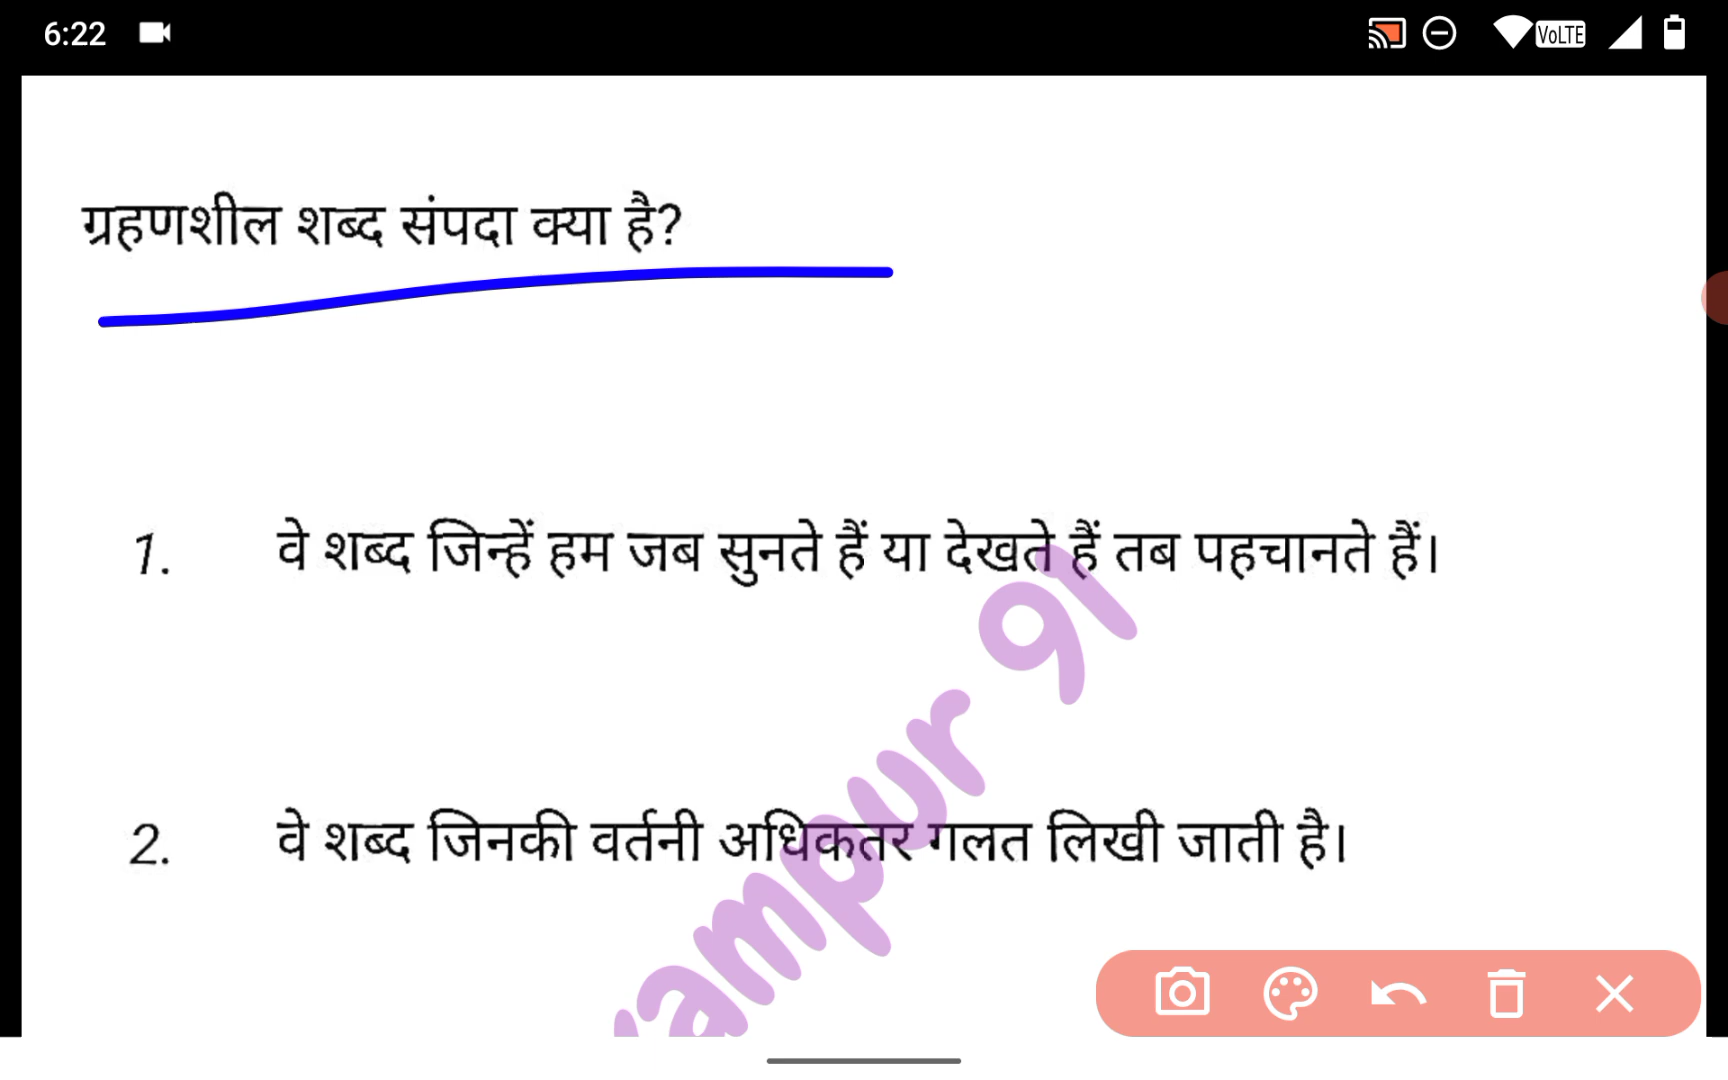 6:22
VoLTE
ग्रहणशील शब्द संपदा क्या है?
1. वे शब्द जिन्हें हम जब सुनते हैं या देखते हैं तब पहचानते हैं।
2. वे शब्द जिनकी वर्तनी अधिकतर गलत लिखी जाती है।
rampur 91